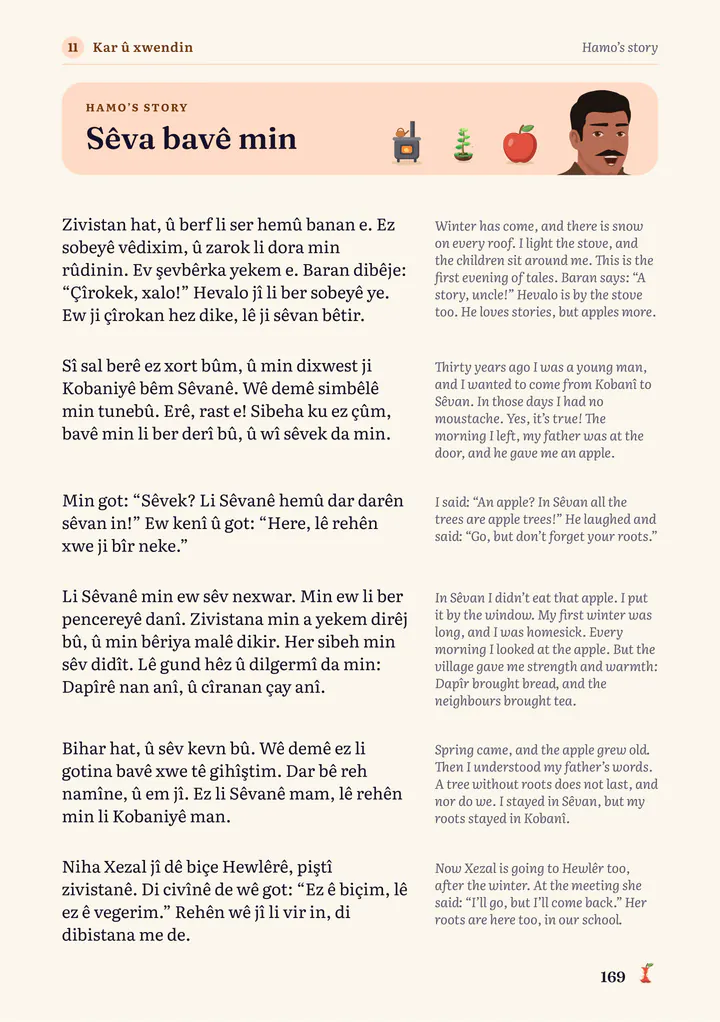 11 Kar û xwendin
Hamo's story
HAMO'S STORY
Sêva bavê min
Zivistan hat, û berf li ser hemû banan e. Ez
sobeyê vêdixim, û zarok li dora min
rûdinin. Ev şevbêrka yekem e. Baran dibêje:
“Çîrokek, xalo!” Hevalo jî li ber sobeyê ye.
Ew ji çîrokan hez dike, lê ji sêvan bêtir.
Winter has come, and there is snow
on every roof. I light the stove, and
the children sit around me. This is the
first evening of tales. Baran says: “A
story, uncle!” Hevalo is by the stove
too. He loves stories, but apples more.
Sî sal berê ez xort bûm, û min dixwest ji
Kobaniyê bêm Sêvanê. Wê demê simbêlê
min tunebû. Erê, rast e! Sibeha ku ez çûm,
bavê min li ber derî bû, û wî sêvek da min.
Thirty years ago I was a young man,
and I wanted to come from Kobanî to
Sêvan. In those days I had no
moustache. Yes, it’s true! The
morning I left, my father was at the
door, and he gave me an apple.
Min got: “Sêvek? Li Sêvanê hemû dar darên
sêvan in!” Ew kenî û got: “Here, lê rehên
xwe ji bîr neke.”
I said: “An apple? In Sêvan all the
trees are apple trees!” He laughed and
said: “Go, but don’t forget your roots.”
Li Sêvanê min ew sêv nexwar. Min ew li ber
pencereyê danî. Zivistana min a yekem dirêj
bû, û min bêriya malê dikir. Her sibeh min
sêv didît. Lê gund hêz û dilgermî da min:
Dapîrê nan anî, û cîranan çay anî.
In Sêvan I didn’t eat that apple. I put
it by the window. My first winter was
long, and I was homesick. Every
morning I looked at the apple. But the
village gave me strength and warmth:
Dapîr brought bread, and the
neighbours brought tea.
Bihar hat, û sêv kevn bû. Wê demê ez li
gotina bavê xwe tê gihîştim. Dar bê reh
namîne, û em jî. Ez li Sêvanê mam, lê rehên
min li Kobaniyê man.
Spring came, and the apple grew old.
Then I understood my father’s words.
A tree without roots does not last, and
nor do we. I stayed in Sêvan, but my
roots stayed in Kobanî.
Niha Xezal jî dê biçe Hewlêrê, piştî
zivistanê. Di civînê de wê got: “Ez ê biçim, lê
ez ê vegerim.” Rehên wê jî li vir in, di
dibistana me de.
Now Xezal is going to Hewlêr too,
after the winter. At the meeting she
said: “I’ll go, but I’ll come back.” Her
roots are here too, in our school.
169